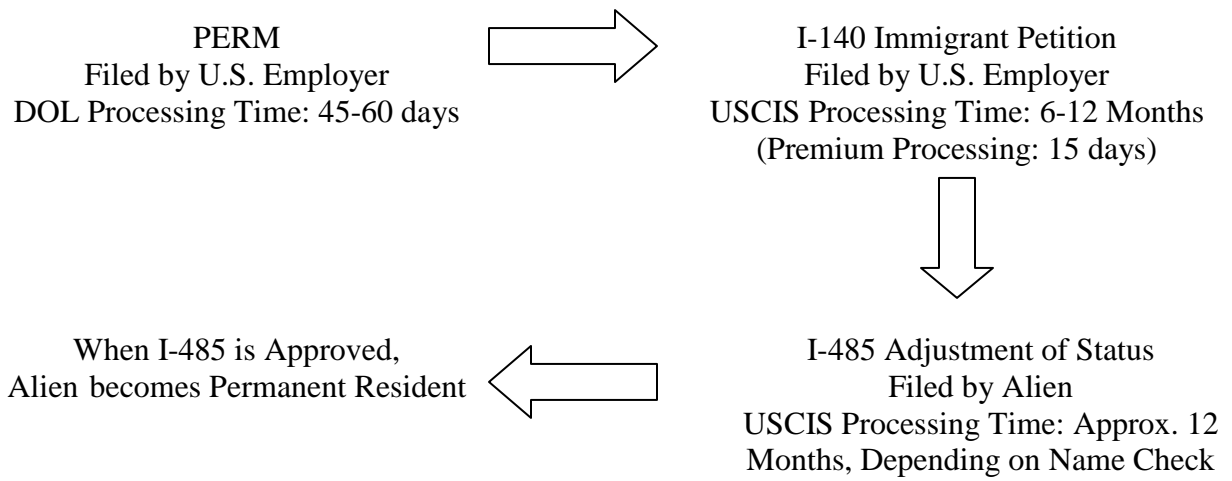 PERM
Filed by U.S. Employer
DOL Processing Time: 45-60 days
I-140 Immigrant Petition
Filed by U.S. Employer
USCIS Processing Time: 6-12 Months
(Premium Processing: 15 days)
I-485 Adjustment of Status
Filed by Alien
USCIS Processing Time: Approx. 12
Months, Depending on Name Check
When I-485 is Approved,
Alien becomes Permanent Resident